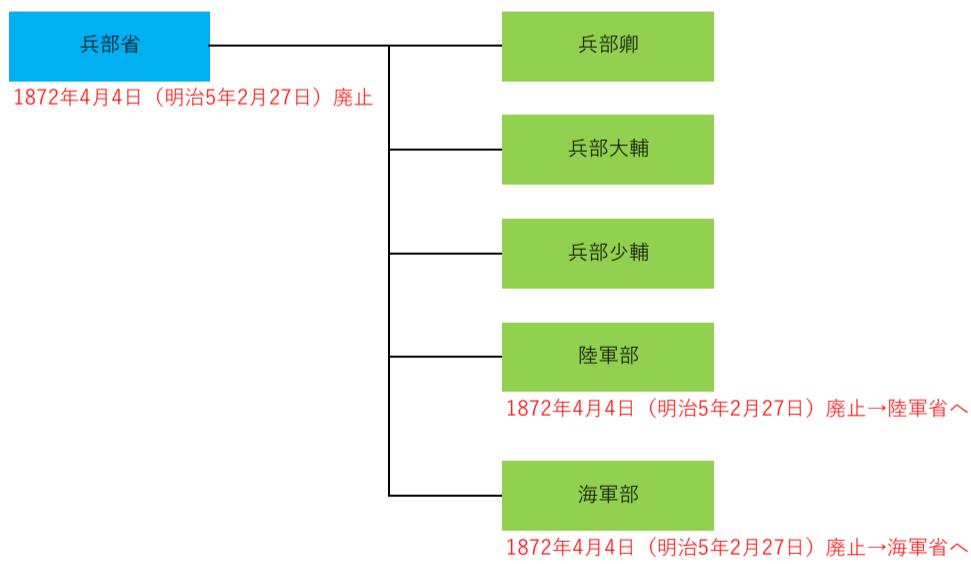 兵部省
1872年4月4日（明治5年2月27日）廃止
兵部卿
兵部大輔
兵部少輔
陸軍部
1872年4月4日（明治5年2月27日）廃止→陸軍省へ
海軍部
1872年4月4日（明治5年2月27日）廃止→海軍省へ